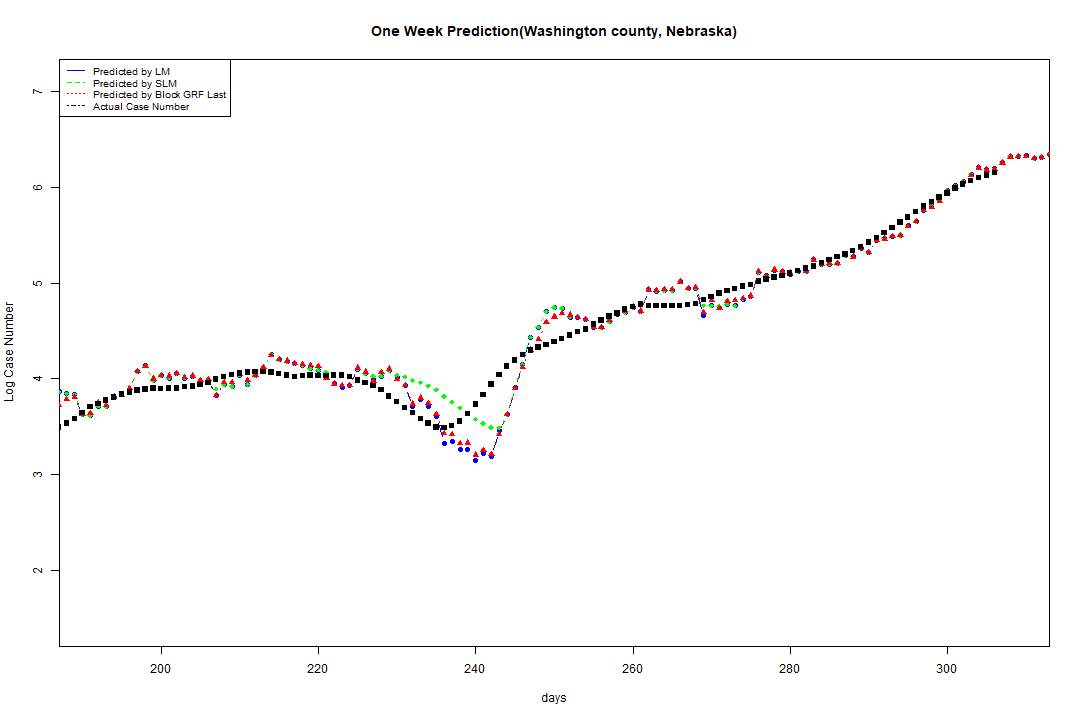 One Week Prediction(Washington county, Nebraska)
Predicted by LM
Predicted by SLM
Predicted by Block GRF Last
Actual Case Number
7
6
5
4
3
2
Log Case Number
200 220 240 260 280 300
days